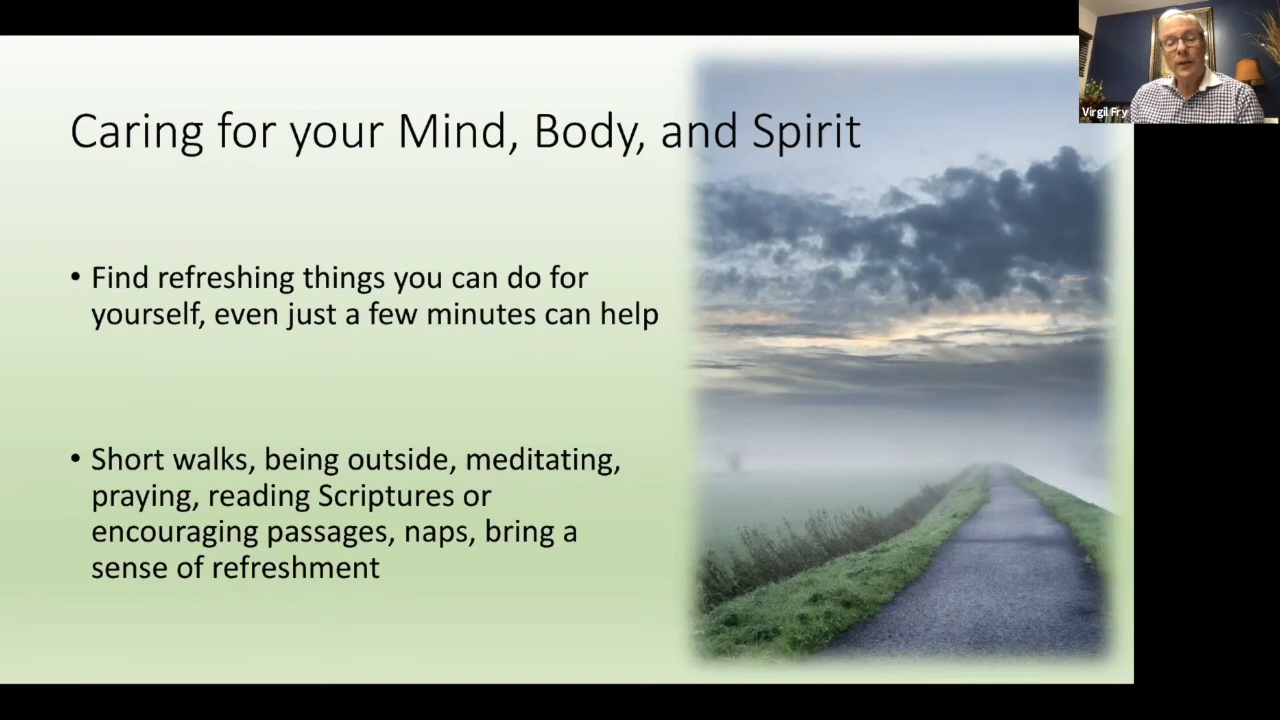 Caring for your Mind, Body, and Spirit
• Find refreshing things you can do for
yourself, even just a few minutes can help
• Short walks, being outside, meditating,
praying, reading Scriptures or
encouraging passages, naps, bring a
sense of refreshment
Virgil Fry